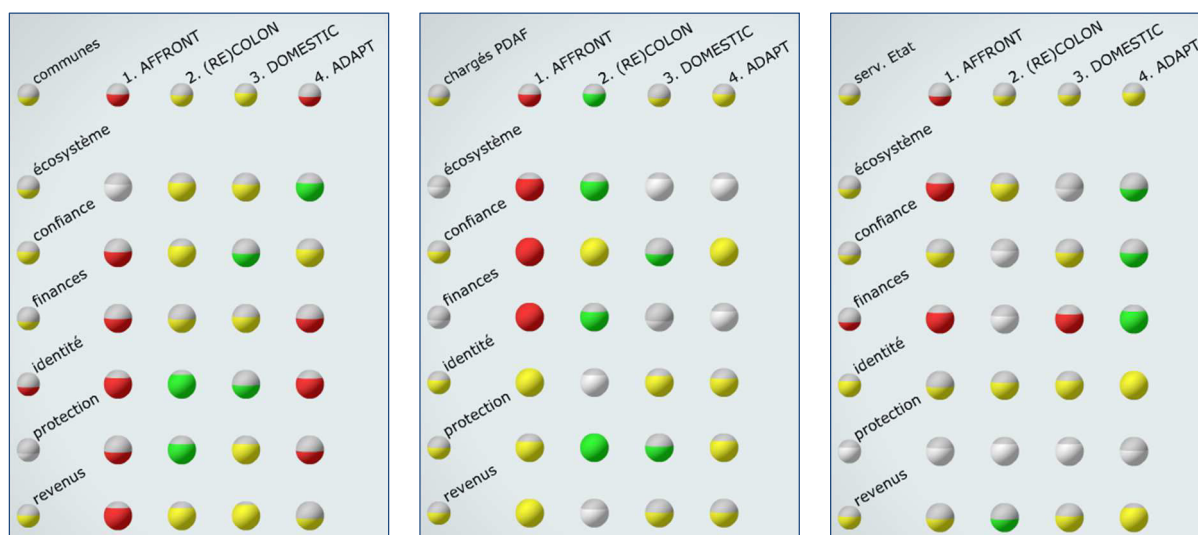 communes
1. AFFRONT
2. (RE)COLON
3. DOMESTIC
4. ADAPT
écosystème
confiance
finances
identité
protection
revenus
chargés PDAF
1. AFFRONT
2. (RE)COLON
3. DOMESTIC
4. ADAPT
écosystème
confiance
finances
identité
protection
revenus
serv. Etat
1. AFFRONT
2. (RE)COLON
3. DOMESTIC
4. ADAPT
écosystème
confiance
finances
identité
protection
revenus